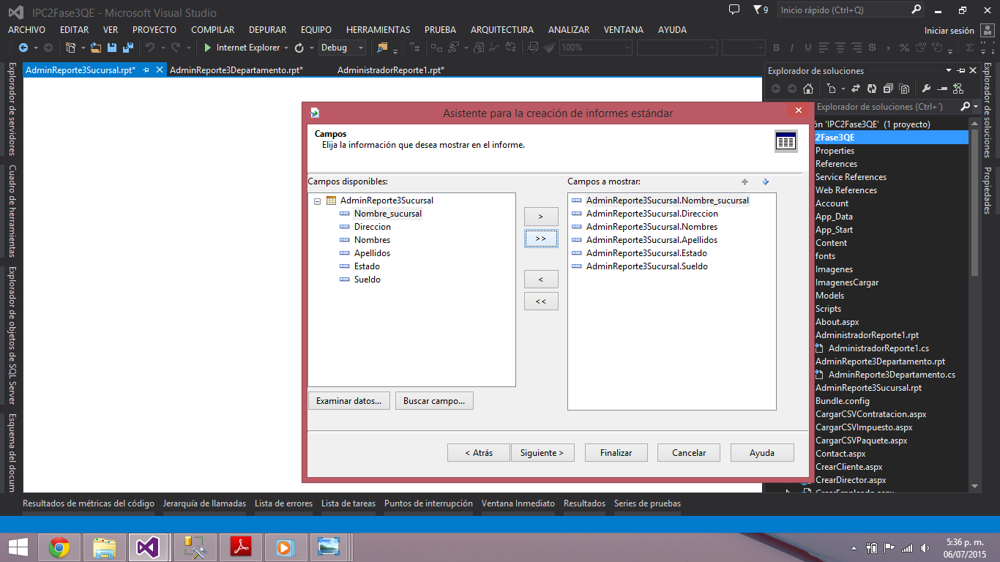 IPC2Fase3QE - Microsoft Visual Studio
9
Inicio rápido (Ctrl+Q)
ARCHIVO EDITAR VER PROYECTO COMPILAR DEPURAR EQUIPO HERRAMIENTAS PRUEBA ARQUITECTURA ANALIZAR VENTANA AYUDA
Iniciar sesión
Internet Explorer
Debug
100%
AdminReporte3Sucursal.rpt*
AdminReporte3Departamento.rpt*
AdministradorReporte1.rpt*
Explorador de servidores
Cuadro de herramientas
Explorador de objetos de SQL Server
Esquema del docum
Asistente para la creación de informes estándar
Campos
Elija la información que desea mostrar en el informe.
Campos disponibles:
AdminReporte3Sucursal
Nombre_sucursal
Direccion
Nombres
Apellidos
Estado
Sueldo
>
>>
<
<<
Campos a mostrar:
AdminReporte3Sucursal.Nombre_sucursal
AdminReporte3Sucursal.Direccion
AdminReporte3Sucursal.Nombres
AdminReporte3Sucursal.Apellidos
AdminReporte3Sucursal.Estado
AdminReporte3Sucursal.Sueldo
Examinar datos...
Buscar campo...
< Atrás
Siguiente >
Finalizar
Cancelar
Ayuda
Explorador de soluciones
Explorador de soluciones (Ctrl+´)
ón 'IPC2Fase3QE' (1 proyecto)
C2Fase3QE
Properties
References
Service References
Web References
Account
App_Data
App_Start
Content
fonts
Imagenes
ImagenesCargar
Models
Scripts
About.aspx
AdministradorReporte1.rpt
AdministradorReporte1.cs
AdminReporte3Departamento.rpt
AdminReporte3Departamento.cs
AdminReporte3Sucursal.rpt
Bundle.config
CargarCSVContratacion.aspx
CargarCSVImpuesto.aspx
CargarCSVPaquete.aspx
Contact.aspx
CrearCliente.aspx
CrearDirector.aspx
CrearEmpleado.aspx
Explorador de soluciones
Propiedades
Resultados de métricas del código
Jerarquía de llamadas
Lista de errores
Lista de tareas
Puntos de interrupción
Ventana Inmediato
Resultados
Series de pruebas
5:36 p. m.
06/07/2015